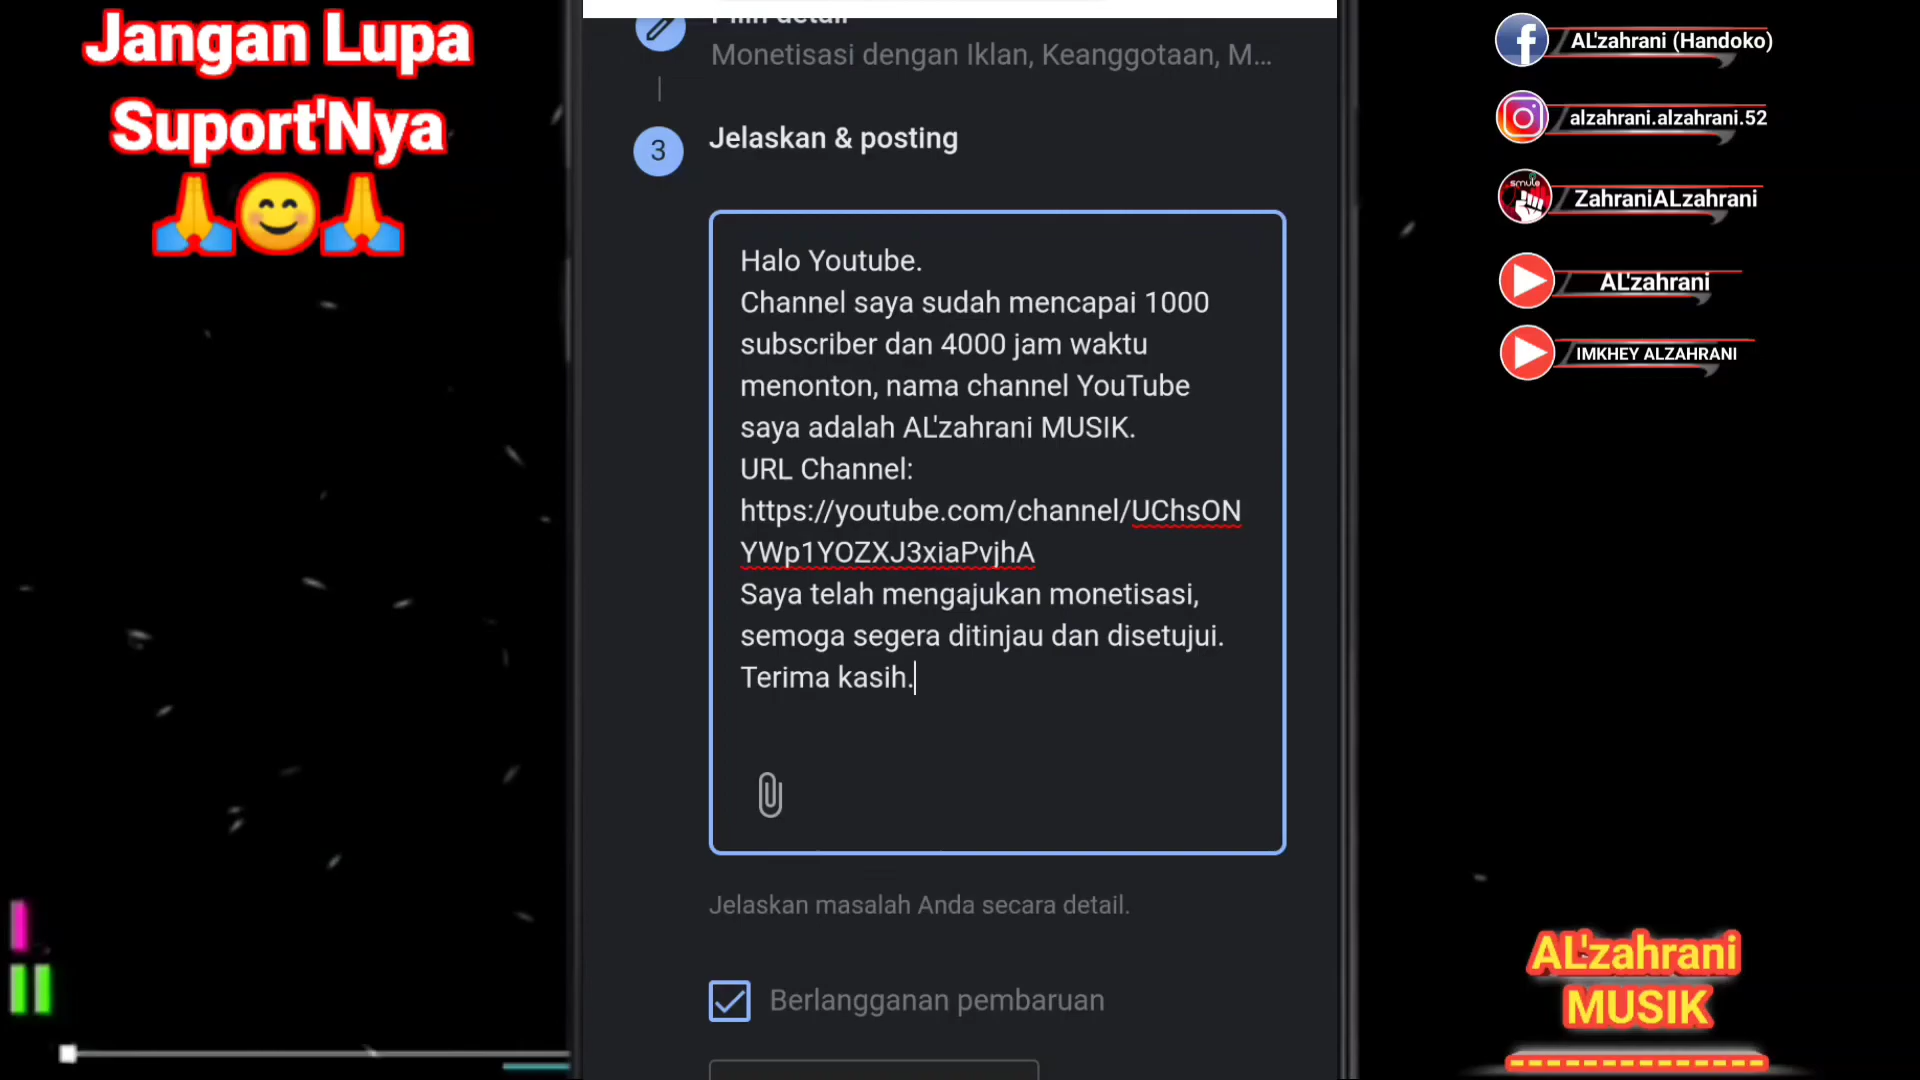 Jangan Lupa
Suport'Nya
Pilih detail
Monetisasi dengan Iklan, Keanggotaan, M...
3
Jelaskan & posting
Halo Youtube.
Channel saya sudah mencapai 1000
subscriber dan 4000 jam waktu
menonton, nama channel YouTube
saya adalah AL'zahrani MUSIK.
URL Channel:
https://youtube.com/channel/UChsON
YWp1YOZXJ3xiaPvjhA
Saya telah mengajukan monetisasi,
semoga segera ditinjau dan disetujui.
Terima kasih.
Jelaskan masalah Anda secara detail.
Berlangganan pembaruan
AL'zahrani (Handoko)
alzahrani.alzahrani.52
smule
ZahraniALzahrani
AL'zahrani
IMKHEY ALZAHRANI
AL'zahrani
MUSIK